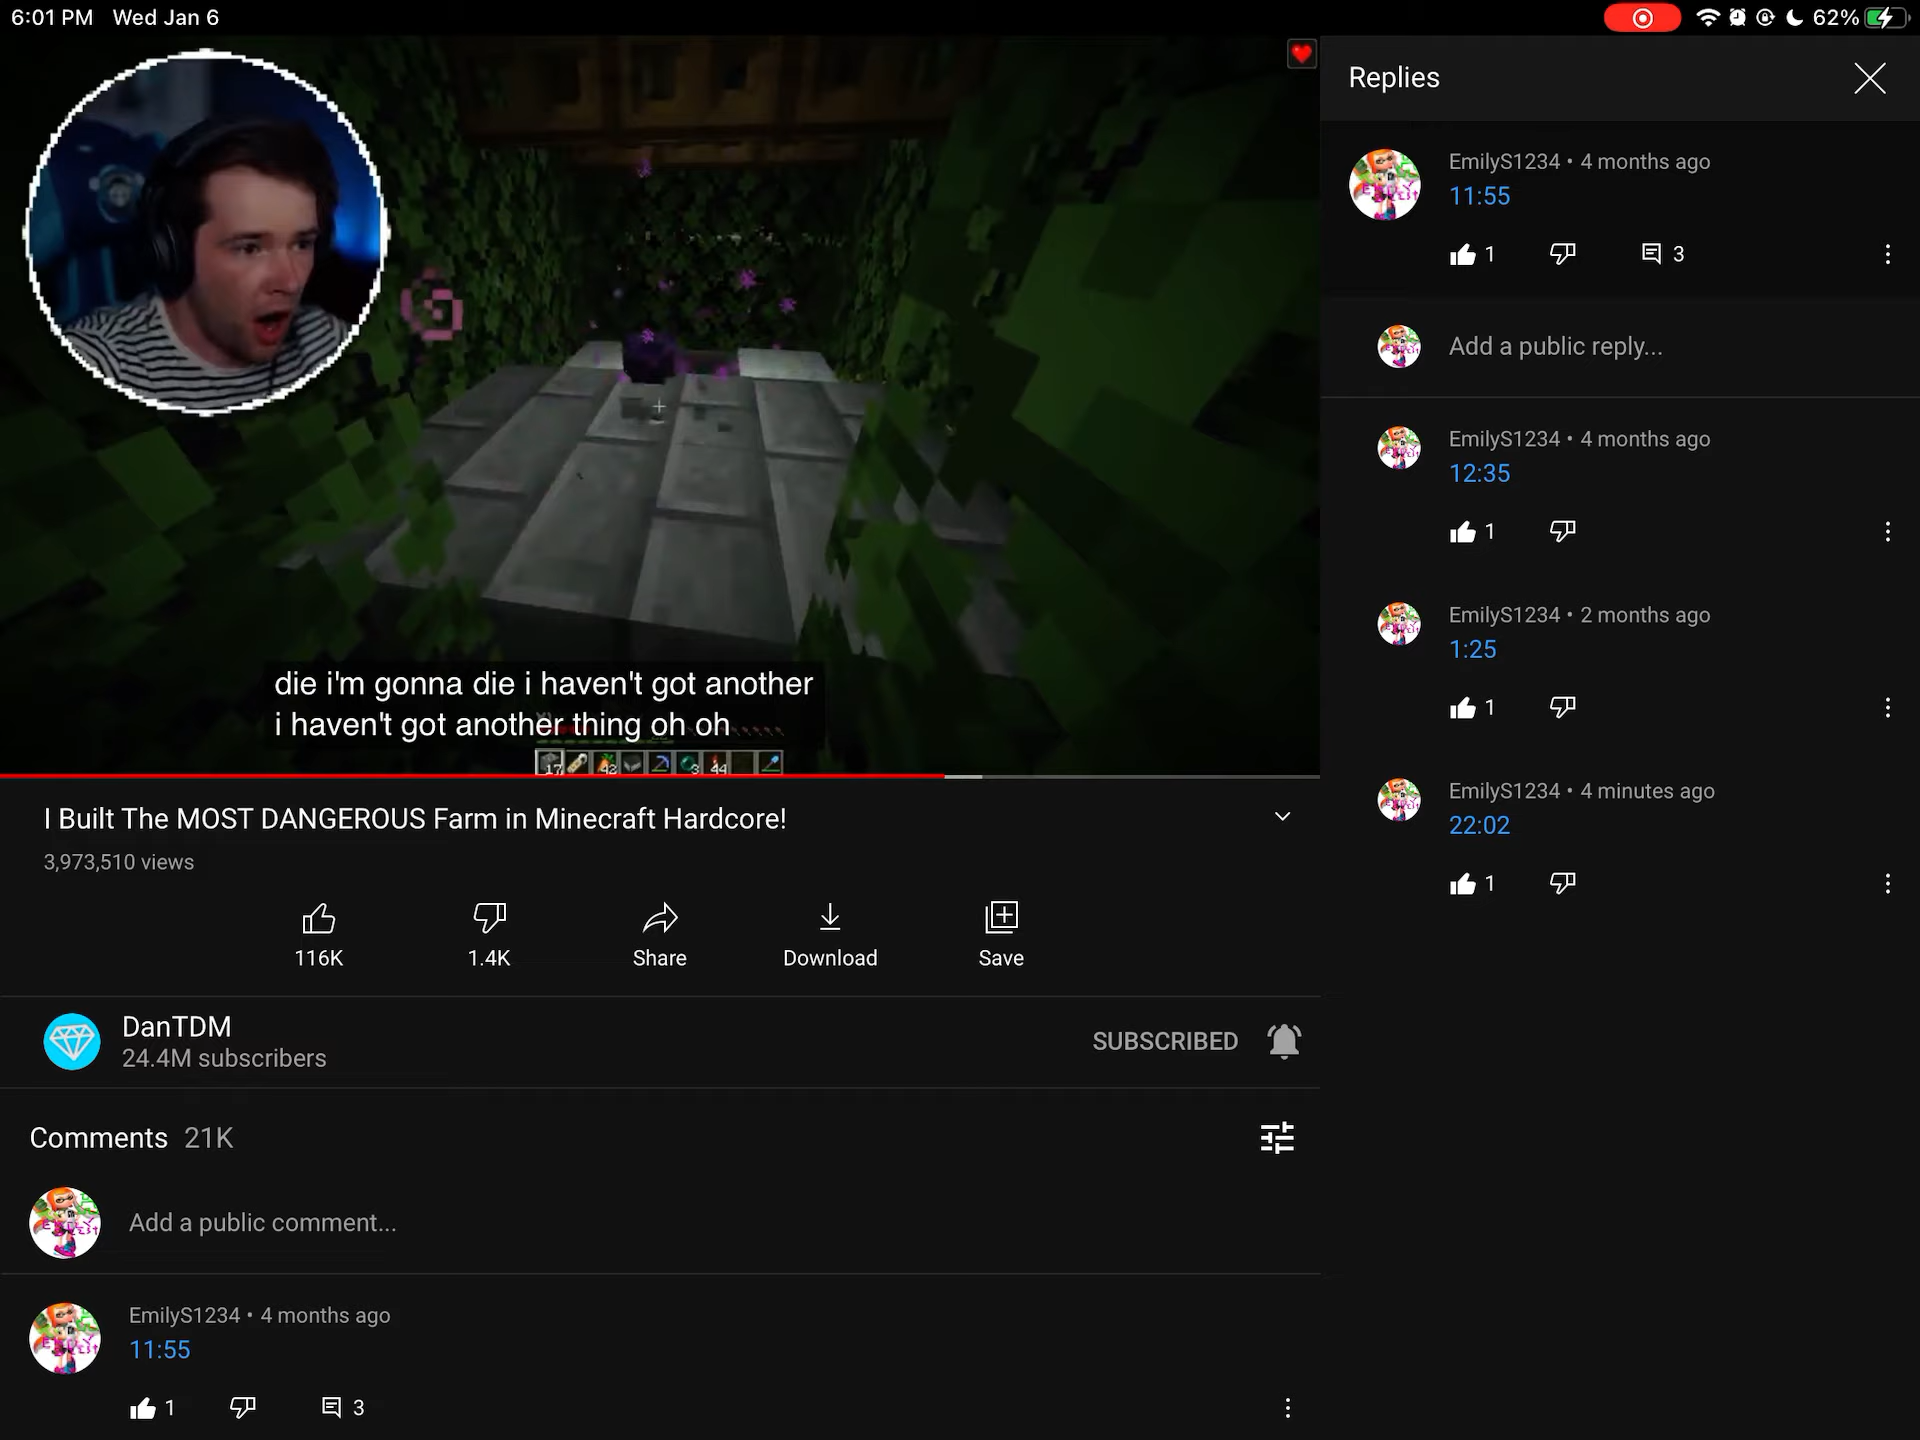 6:01 PM Wed Jan 6
62%
die i'm gonna die i haven't got another
i haven't got another thing oh oh
17 42 3 44
I Built The MOST DANGEROUS Farm in Minecraft Hardcore!
3,973,510 views
116K 1.4K Share Download Save
DanTDM
24.4M subscribers
SUBSCRIBED
Comments 21K
Add a public comment...
EmilyS1234 • 4 months ago
11:55
1 3
Replies
EmilyS1234 • 4 months ago
11:55
1 3
Add a public reply...
EmilyS1234 • 4 months ago
12:35
1
EmilyS1234 • 2 months ago
1:25
1
EmilyS1234 • 4 minutes ago
22:02
1